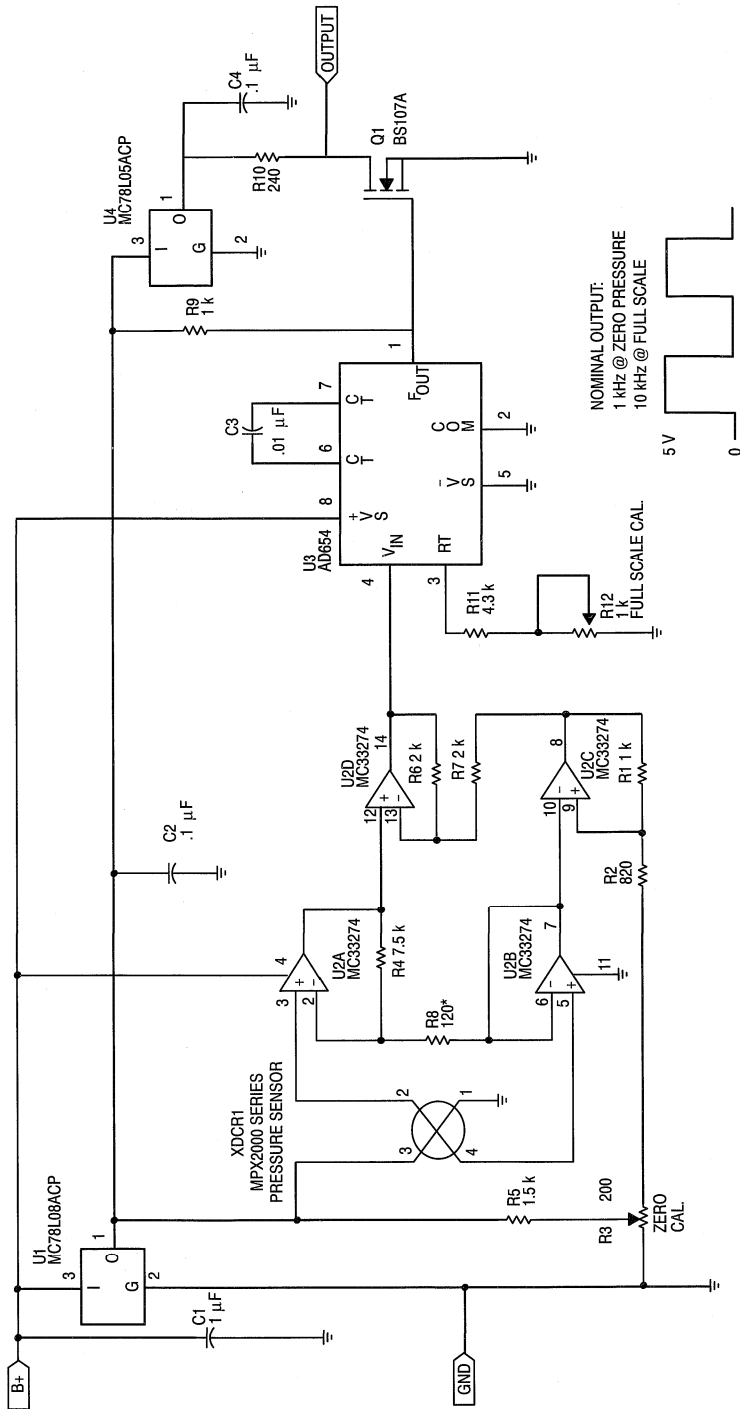 B+
C1
1 µF
U1
MC78L08ACP
3
I
O
1
G
2
GND
XDCR1
MPX2000 SERIES
PRESSURE SENSOR
3
2
4
1
R5
1.5 k
R3
200
ZERO
CAL.
3
2
+
–
4
U2A
MC33274
R4 7.5 k
R8
120*
6
5
–
+
7
U2B
MC33274
11
R2
820
C2
.1 µF
12
13
+
–
14
U2D
MC33274
R6 2 k
R7 2 k
10
9
–
+
8
U2C
MC33274
R1 1k
U3
AD654
8
+
V
S
6
C
T
7
C
T
C3
.01 µF
4
VIN
3
RT
5
–
V
S
2
C
O
M
FOUT
1
R11
4.3 k
R12
1 k
FULL SCALE CAL.
R9
1 k
U4
MC78L05ACP
3
I
O
1
G
2
C4
.1 µF
R10
240
OUTPUT
Q1
BS107A
NOMINAL OUTPUT:
1 kHz @ ZERO PRESSURE
10 kHz @ FULL SCALE
5 V
0